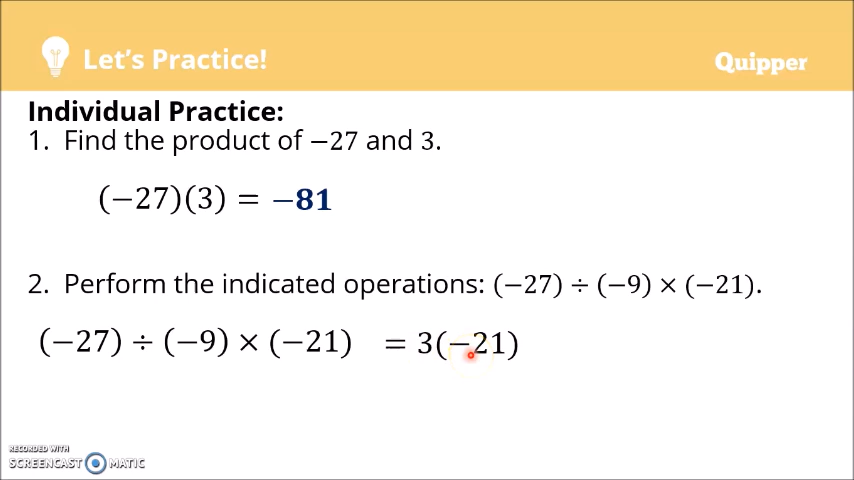 Let's Practice!
Quipper
Individual Practice:
1. Find the product of −27 and 3.
(−27)(3) = −81
2. Perform the indicated operations: (−27) ÷ (−9) × (−21).
(−27) ÷ (−9) × (−21) = 3(−21)
RECORDED WITH
SCREENCAST MATIC